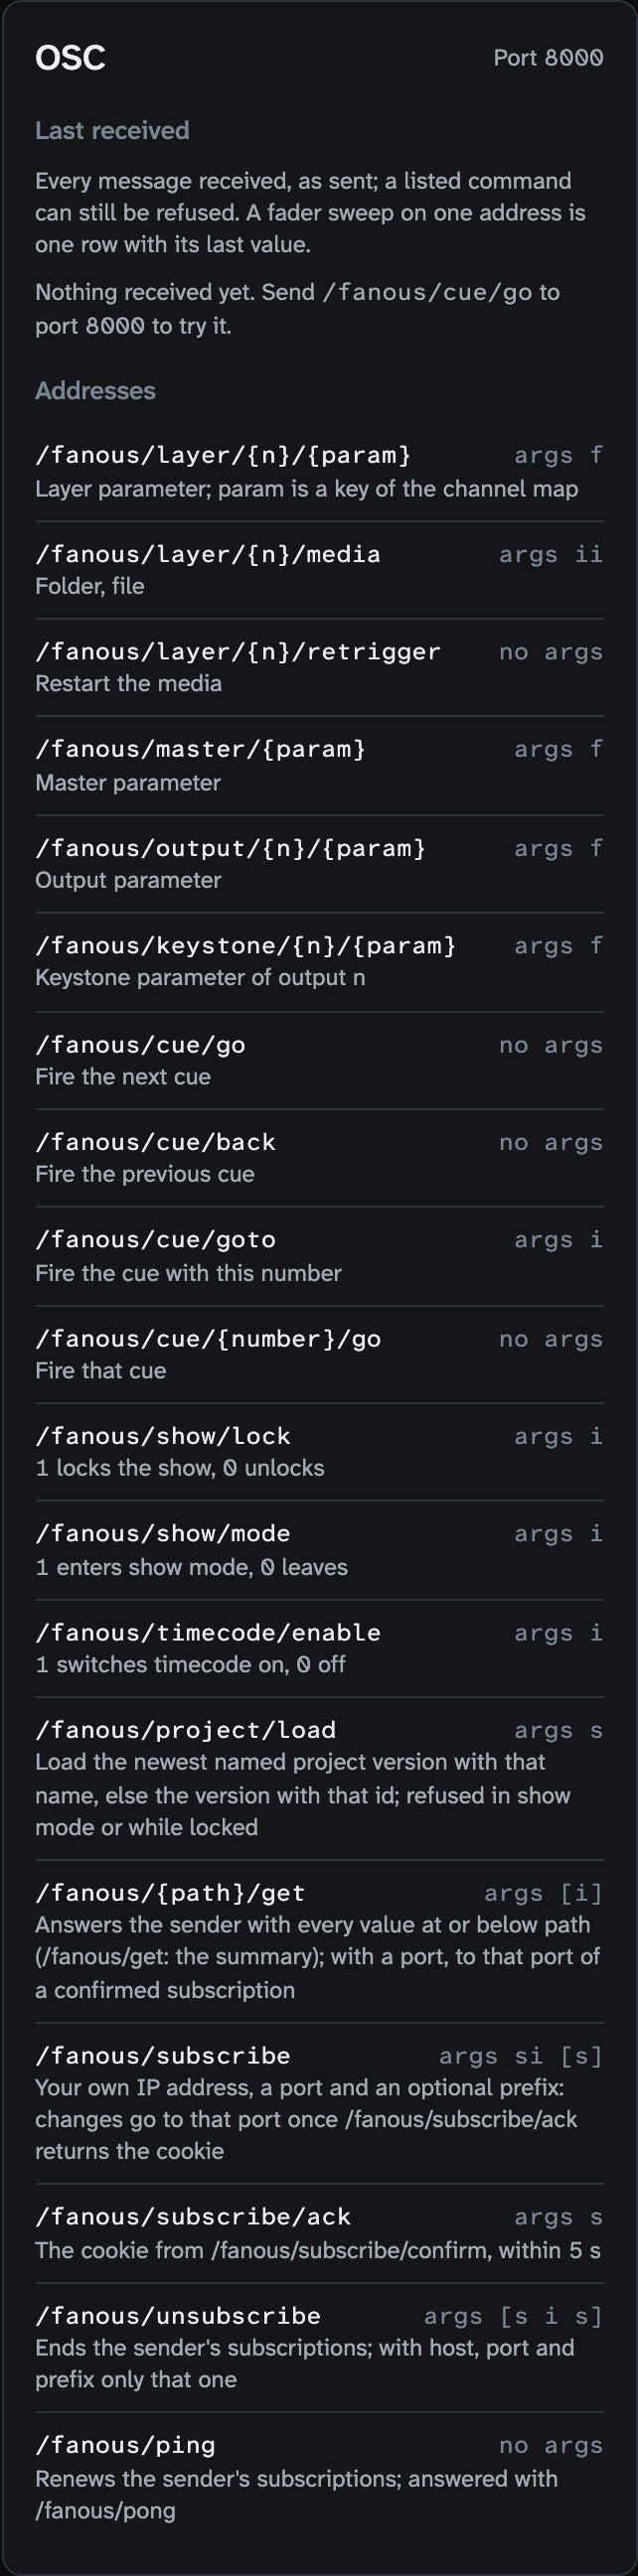 OSC Port 8000
Last received
Every message received, as sent; a listed command
can still be refused. A fader sweep on one address is
one row with its last value.
Nothing received yet. Send /fanous/cue/go to
port 8000 to try it.
Addresses
/fanous/layer/{n}/{param} args f
Layer parameter; param is a key of the channel map
/fanous/layer/{n}/media args ii
Folder, file
/fanous/layer/{n}/retrigger no args
Restart the media
/fanous/master/{param} args f
Master parameter
/fanous/output/{n}/{param} args f
Output parameter
/fanous/keystone/{n}/{param} args f
Keystone parameter of output n
/fanous/cue/go no args
Fire the next cue
/fanous/cue/back no args
Fire the previous cue
/fanous/cue/goto args i
Fire the cue with this number
/fanous/cue/{number}/go no args
Fire that cue
/fanous/show/lock args i
1 locks the show, 0 unlocks
/fanous/show/mode args i
1 enters show mode, 0 leaves
/fanous/timecode/enable args i
1 switches timecode on, 0 off
/fanous/project/load args s
Load the newest named project version with that
name, else the version with that id; refused in show
mode or while locked
/fanous/{path}/get args [i]
Answers the sender with every value at or below path
(/fanous/get: the summary); with a port, to that port of
a confirmed subscription
/fanous/subscribe args si [s]
Your own IP address, a port and an optional prefix:
changes go to that port once /fanous/subscribe/ack
returns the cookie
/fanous/subscribe/ack args s
The cookie from /fanous/subscribe/confirm, within 5 s
/fanous/unsubscribe args [s i s]
Ends the sender's subscriptions; with host, port and
prefix only that one
/fanous/ping no args
Renews the sender's subscriptions; answered with
/fanous/pong